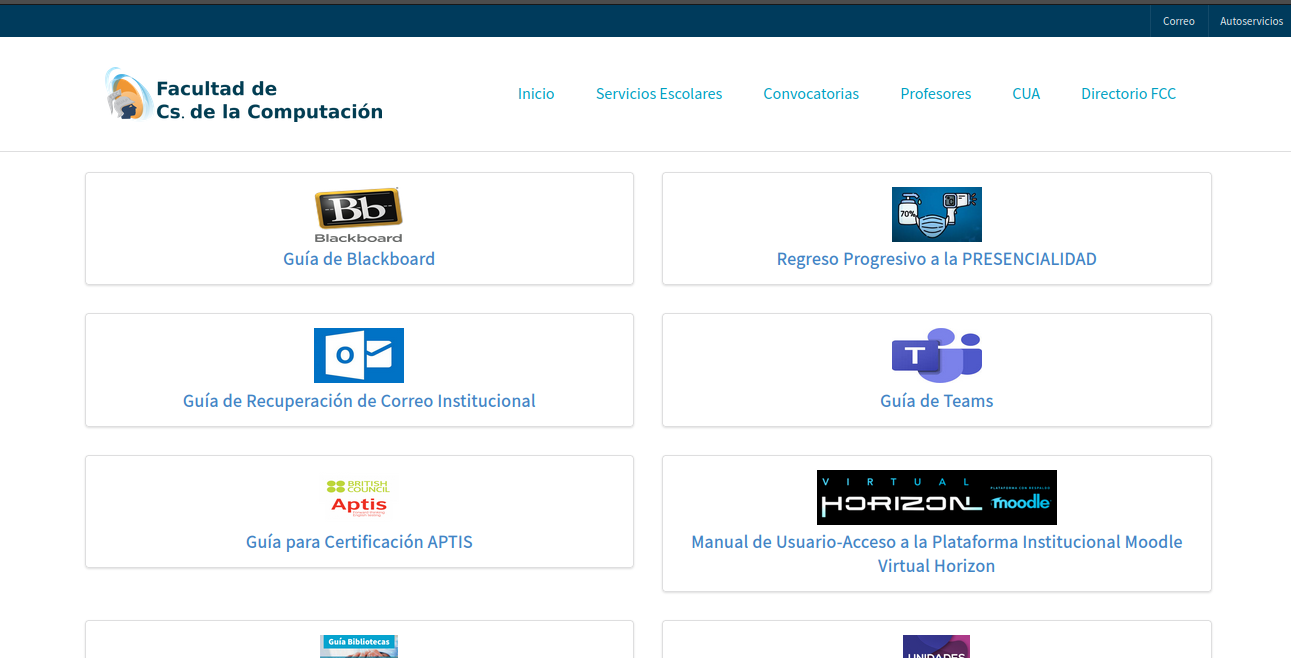 Correo
Autoservicios
Facultad de
Cs. de la Computación
Inicio
Servicios Escolares
Convocatorias
Profesores
CUA
Directorio FCC
Bb
Blackboard
Guía de Blackboard
70%
Regreso Progresivo a la PRESENCIALIDAD
O
Guía de Recuperación de Correo Institucional
T
Guía de Teams
BRITISH
COUNCIL
Aptis
Guía para Certificación APTIS
VIRTUAL
HORIZON
PLATAFORMA CON RESPALDO
moodle
Manual de Usuario-Acceso a la Plataforma Institucional Moodle
Virtual Horizon
Guía Bibliotecas
UNIDADES